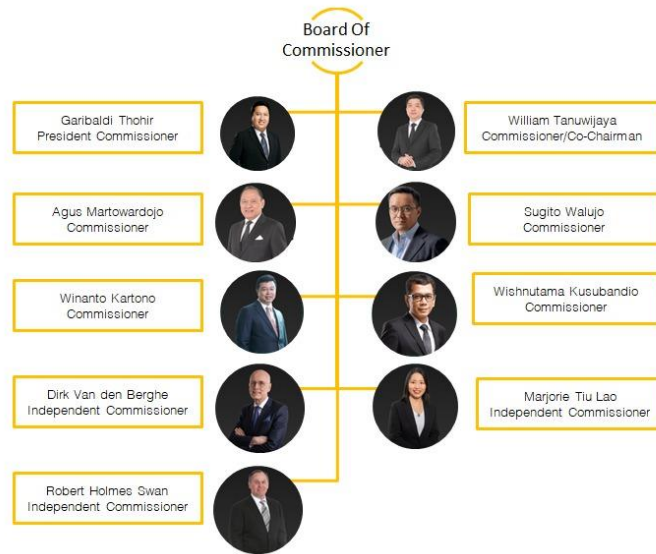 Board Of
Commissioner
Garibaldi Thohir
President Commissioner
William Tanuwijaya
Commissioner/Co-Chairman
Agus Martowardojo
Commissioner
Sugito Walujo
Commissioner
Winanto Kartono
Commissioner
Wishnutama Kusubandio
Commissioner
Dirk Van den Berghe
Independent Commissioner
Marjorie Tiu Lao
Independent Commissioner
Robert Holmes Swan
Independent Commissioner